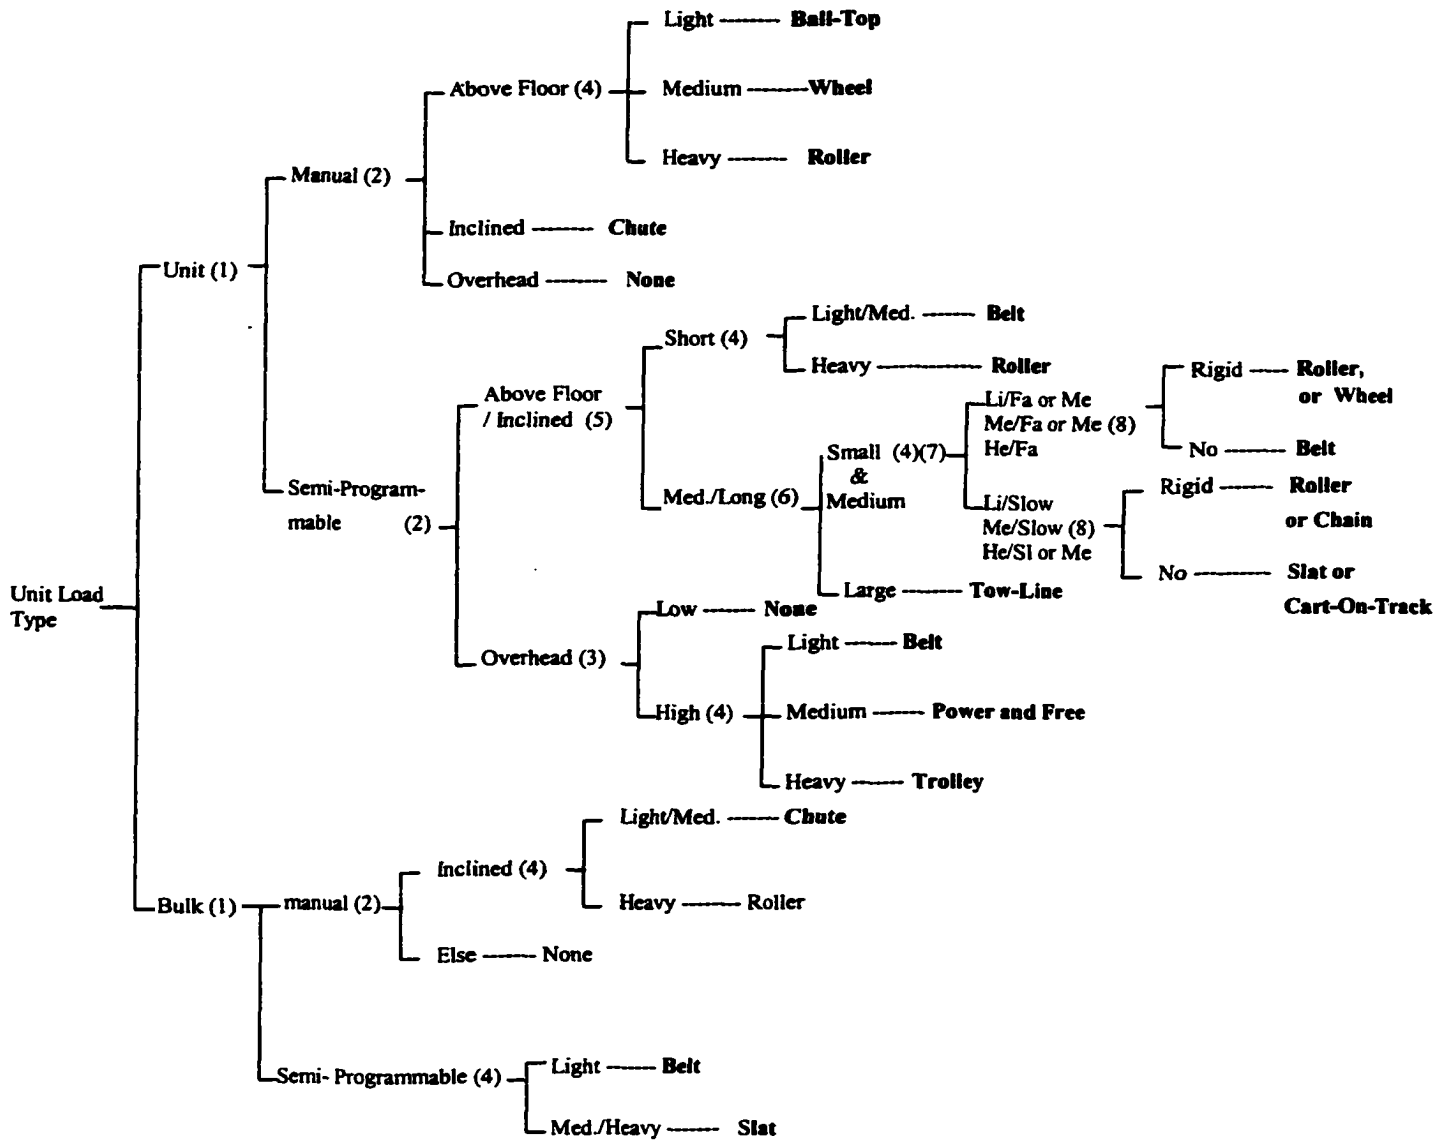 Light Ball-Top
Above Floor (4) Medium Wheel
Heavy Roller
Manual (2)
Inclined Chute
Unit (1)
Overhead None
Light/Med. Belt
Short (4)
Heavy Roller
Above Floor
/ Inclined (5)
Li/Fa or Me
Me/Fa or Me (8)
He/Fa
Rigid Roller,
or Wheel
No Belt
Small (4)(7)
&
Medium
Semi-Program-
mable (2)
Med./Long (6)
Li/Slow
Me/Slow (8)
He/Sl or Me
Rigid Roller
or Chain
No Slat or
Cart-On-Track
Large Tow-Line
Unit Load
Type
Low None
Overhead (3)
Light Belt
High (4) Medium Power and Free
Heavy Trolley
Light/Med. Chute
Inclined (4)
Heavy Roller
Bulk (1) manual (2)
Else None
Light Belt
Semi- Programmable (4)
Med./Heavy Slat